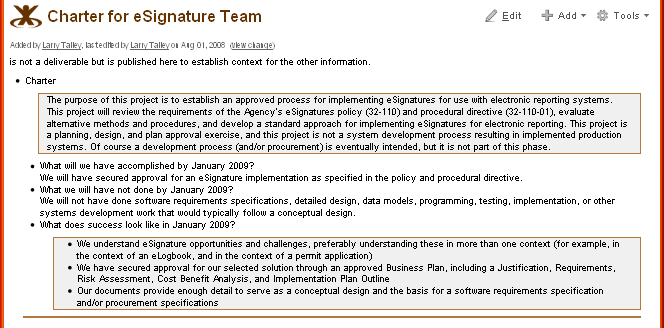 Charter for eSignature Team
Edit Add Tools
Added by Larry Talley, last edited by Larry Talley on Aug 01, 2008 (view change)
is not a deliverable but is published here to establish context for the other information.
Charter
The purpose of this project is to establish an approved process for implementing eSignatures for use with electronic reporting systems.
This project will review the requirements of the Agency's eSignatures policy (32-110) and procedural directive (32-110-01), evaluate
alternative methods and procedures, and develop a standard approach for implementing eSignatures for electronic reporting. This project is
a planning, design, and plan approval exercise, and this project is not a system development process resulting in implemented production
systems. Of course a development process (and/or procurement) is eventually intended, but it is not part of this phase.
What will we have accomplished by January 2009?
We will have secured approval for an eSignature implementation as specified in the policy and procedural directive.
What we will have not done by January 2009?
We will not have done software requirements specifications, detailed design, data models, programming, testing, implementation, or other
systems development work that would typically follow a conceptual design.
What does success look like in January 2009?
We understand eSignature opportunities and challenges, preferably understanding these in more than one context (for example, in
the context of an eLogbook, and in the context of a permit application)
We have secured approval for our selected solution through an approved Business Plan, including a Justification, Requirements,
Risk Assessment, Cost Benefit Analysis, and Implementation Plan Outline
Our documents provide enough detail to serve as a conceptual design and the basis for a software requirements specification
and/or procurement specifications